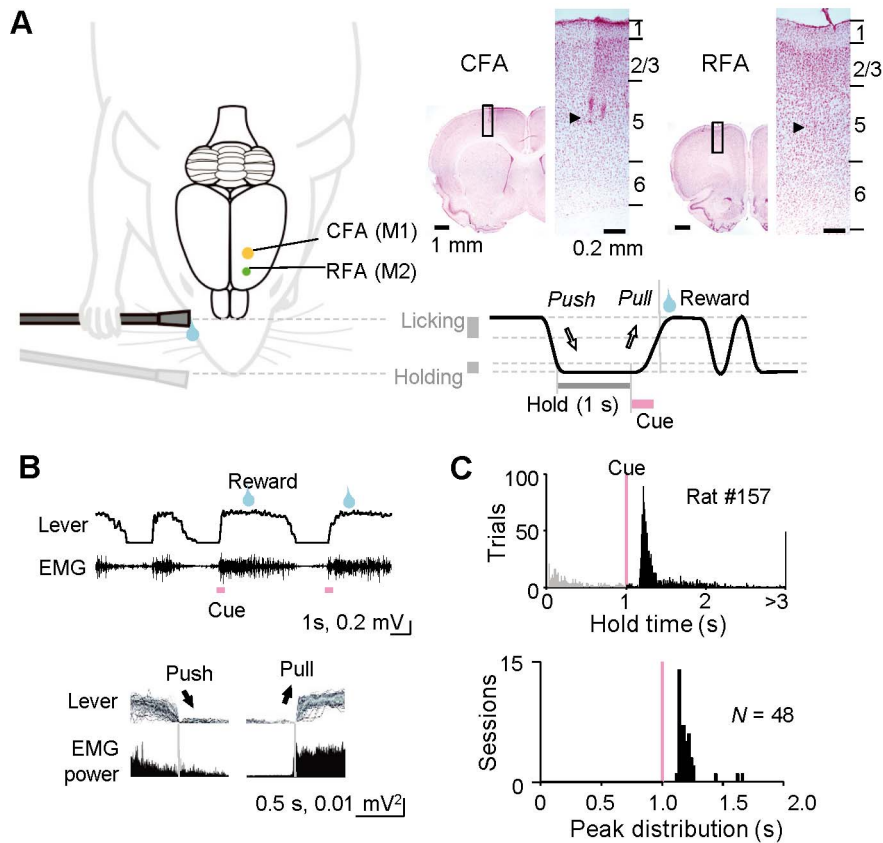 A
CFA
RFA
1
2/3
5
6
1
2/3
5
6
1 mm
0.2 mm
CFA (M1)
RFA (M2)
Push
Pull
Reward
Licking
Holding
Hold (1 s)
Cue
B
Reward
Lever
EMG
Cue
1s, 0.2 mV
Push
Pull
Lever
EMG
power
0.5 s, 0.01 mV²
C
Cue
Rat #157
Trials
100
50
0
0
1
2
>3
Hold time (s)
Sessions
15
0
N = 48
0
0.5
1.0
1.5
2.0
Peak distribution (s)